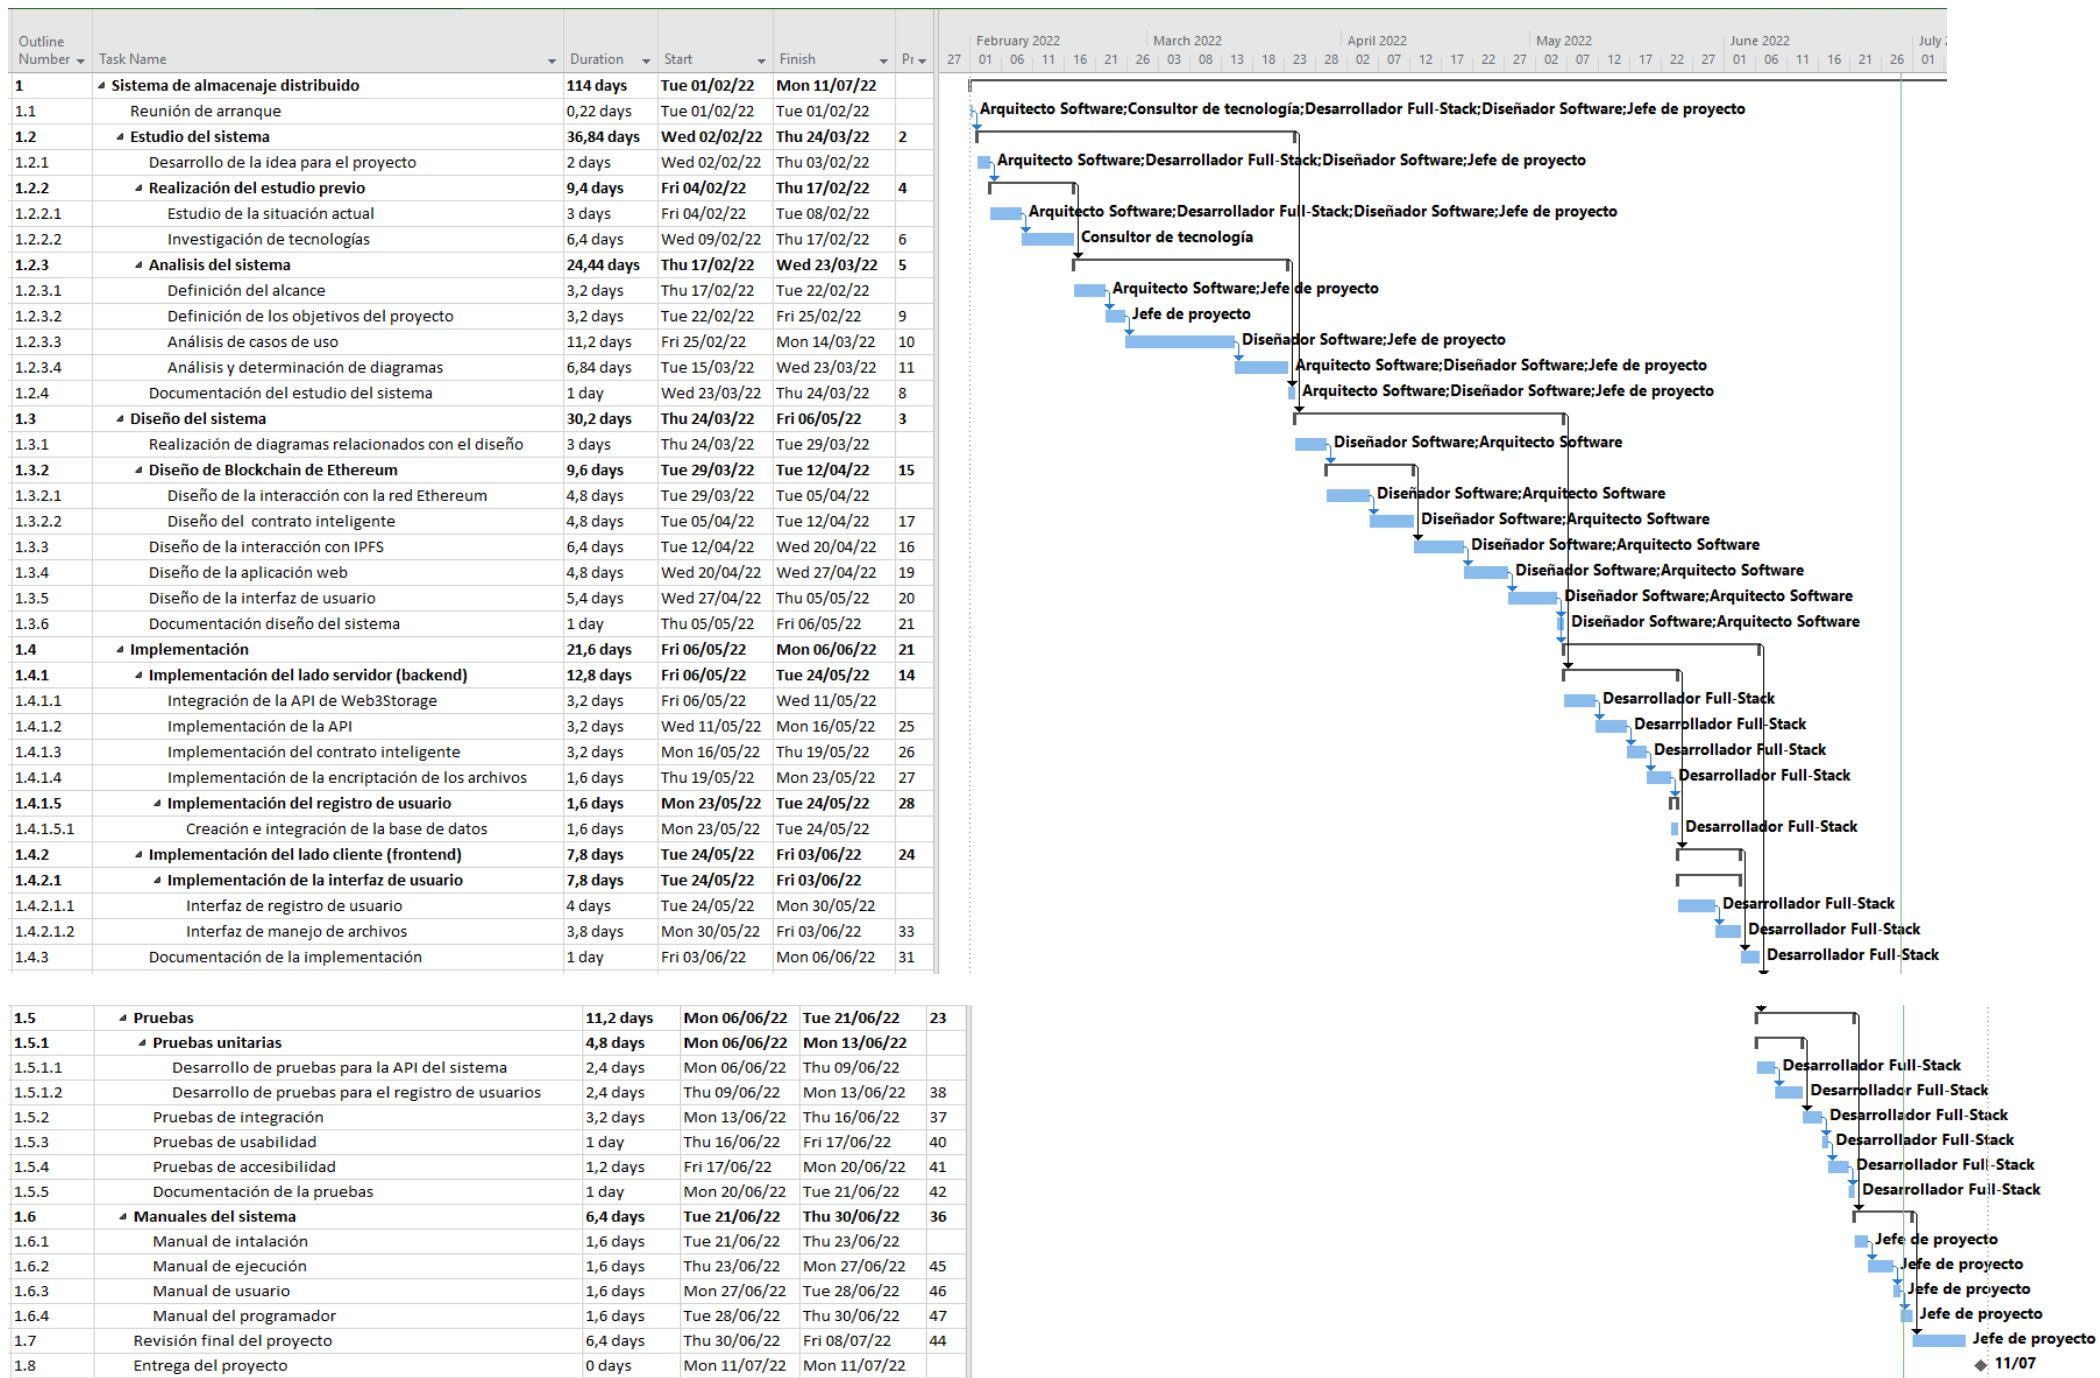 Outline
Number Task Name Duration Start Finish Pr
February 2022 March 2022 April 2022 May 2022 June 2022 July
27 01 06 11 16 21 26 03 08 13 18 23 28 02 07 12 17 22 27 02 07 12 17 22 27 01 06 11 16 21 26 01
1 Sistema de almacenaje distribuido 114 days Tue 01/02/22 Mon 11/07/22
1.1 Reunión de arranque 0,22 days Tue 01/02/22 Tue 01/02/22 Arquitecto Software;Consultor de tecnología;Desarrollador Full-Stack;Diseñador Software;Jefe de proyecto
1.2 Estudio del sistema 36,84 days Wed 02/02/22 Thu 24/03/22 2
1.2.1 Desarrollo de la idea para el proyecto 2 days Wed 02/02/22 Thu 03/02/22 Arquitecto Software;Desarrollador Full-Stack;Diseñador Software;Jefe de proyecto
1.2.2 Realización del estudio previo 9,4 days Fri 04/02/22 Thu 17/02/22 4
1.2.2.1 Estudio de la situación actual 3 days Fri 04/02/22 Tue 08/02/22 Arquitecto Software;Desarrollador Full-Stack;Diseñador Software;Jefe de proyecto
1.2.2.2 Investigación de tecnologías 6,4 days Wed 09/02/22 Thu 17/02/22 6 Consultor de tecnología
1.2.3 Analisis del sistema 24,44 days Thu 17/02/22 Wed 23/03/22 5
1.2.3.1 Definición del alcance 3,2 days Thu 17/02/22 Tue 22/02/22 Arquitecto Software;Jefe de proyecto
1.2.3.2 Definición de los objetivos del proyecto 3,2 days Tue 22/02/22 Fri 25/02/22 9 Jefe de proyecto
1.2.3.3 Análisis de casos de uso 11,2 days Fri 25/02/22 Mon 14/03/22 10 Diseñador Software;Jefe de proyecto
1.2.3.4 Análisis y determinación de diagramas 6,84 days Tue 15/03/22 Wed 23/03/22 11 Arquitecto Software;Diseñador Software;Jefe de proyecto
1.2.4 Documentación del estudio del sistema 1 day Wed 23/03/22 Thu 24/03/22 8 Arquitecto Software;Diseñador Software;Jefe de proyecto
1.3 Diseño del sistema 30,2 days Thu 24/03/22 Fri 06/05/22 3
1.3.1 Realización de diagramas relacionados con el diseño 3 days Thu 24/03/22 Tue 29/03/22 Diseñador Software;Arquitecto Software
1.3.2 Diseño de Blockchain de Ethereum 9,6 days Tue 29/03/22 Tue 12/04/22 15
1.3.2.1 Diseño de la interacción con la red Ethereum 4,8 days Tue 29/03/22 Tue 05/04/22 Diseñador Software;Arquitecto Software
1.3.2.2 Diseño del contrato inteligente 4,8 days Tue 05/04/22 Tue 12/04/22 17 Diseñador Software;Arquitecto Software
1.3.3 Diseño de la interacción con IPFS 6,4 days Tue 12/04/22 Wed 20/04/22 16 Diseñador Software;Arquitecto Software
1.3.4 Diseño de la aplicación web 4,8 days Wed 20/04/22 Wed 27/04/22 19 Diseñador Software;Arquitecto Software
1.3.5 Diseño de la interfaz de usuario 5,4 days Wed 27/04/22 Thu 05/05/22 20 Diseñador Software;Arquitecto Software
1.3.6 Documentación diseño del sistema 1 day Thu 05/05/22 Fri 06/05/22 21 Diseñador Software;Arquitecto Software
1.4 Implementación 21,6 days Fri 06/05/22 Mon 06/06/22 21
1.4.1 Implementación del lado servidor (backend) 12,8 days Fri 06/05/22 Tue 24/05/22 14
1.4.1.1 Integración de la API de Web3Storage 3,2 days Fri 06/05/22 Wed 11/05/22 Desarrollador Full-Stack
1.4.1.2 Implementación de la API 3,2 days Wed 11/05/22 Mon 16/05/22 25 Desarrollador Full-Stack
1.4.1.3 Implementación del contrato inteligente 3,2 days Mon 16/05/22 Thu 19/05/22 26 Desarrollador Full-Stack
1.4.1.4 Implementación de la encriptación de los archivos 1,6 days Thu 19/05/22 Mon 23/05/22 27 Desarrollador Full-Stack
1.4.1.5 Implementación del registro de usuario 1,6 days Mon 23/05/22 Tue 24/05/22 28
1.4.1.5.1 Creación e integración de la base de datos 1,6 days Mon 23/05/22 Tue 24/05/22 Desarrollador Full-Stack
1.4.2 Implementación del lado cliente (frontend) 7,8 days Tue 24/05/22 Fri 03/06/22 24
1.4.2.1 Implementación de la interfaz de usuario 7,8 days Tue 24/05/22 Fri 03/06/22
1.4.2.1.1 Interfaz de registro de usuario 4 days Tue 24/05/22 Mon 30/05/22 Desarrollador Full-Stack
1.4.2.1.2 Interfaz de manejo de archivos 3,8 days Mon 30/05/22 Fri 03/06/22 33 Desarrollador Full-Stack
1.4.3 Documentación de la implementación 1 day Fri 03/06/22 Mon 06/06/22 31 Desarrollador Full-Stack
1.5 Pruebas 11,2 days Mon 06/06/22 Tue 21/06/22 23
1.5.1 Pruebas unitarias 4,8 days Mon 06/06/22 Mon 13/06/22
1.5.1.1 Desarrollo de pruebas para la API del sistema 2,4 days Mon 06/06/22 Thu 09/06/22 Desarrollador Full-Stack
1.5.1.2 Desarrollo de pruebas para el registro de usuarios 2,4 days Thu 09/06/22 Mon 13/06/22 38 Desarrollador Full-Stack
1.5.2 Pruebas de integración 3,2 days Mon 13/06/22 Thu 16/06/22 37 Desarrollador Full-Stack
1.5.3 Pruebas de usabilidad 1 day Thu 16/06/22 Fri 17/06/22 40 Desarrollador Full-Stack
1.5.4 Pruebas de accesibilidad 1,2 days Fri 17/06/22 Mon 20/06/22 41 Desarrollador Full-Stack
1.5.5 Documentación de la pruebas 1 day Mon 20/06/22 Tue 21/06/22 42 Desarrollador Full-Stack
1.6 Manuales del sistema 6,4 days Tue 21/06/22 Thu 30/06/22 36
1.6.1 Manual de intalación 1,6 days Tue 21/06/22 Thu 23/06/22 Jefe de proyecto
1.6.2 Manual de ejecución 1,6 days Thu 23/06/22 Mon 27/06/22 45 Jefe de proyecto
1.6.3 Manual de usuario 1,6 days Mon 27/06/22 Tue 28/06/22 46 Jefe de proyecto
1.6.4 Manual del programador 1,6 days Tue 28/06/22 Thu 30/06/22 47 Jefe de proyecto
1.7 Revisión final del proyecto 6,4 days Thu 30/06/22 Fri 08/07/22 44 Jefe de proyecto
1.8 Entrega del proyecto 0 days Mon 11/07/22 Mon 11/07/22 11/07